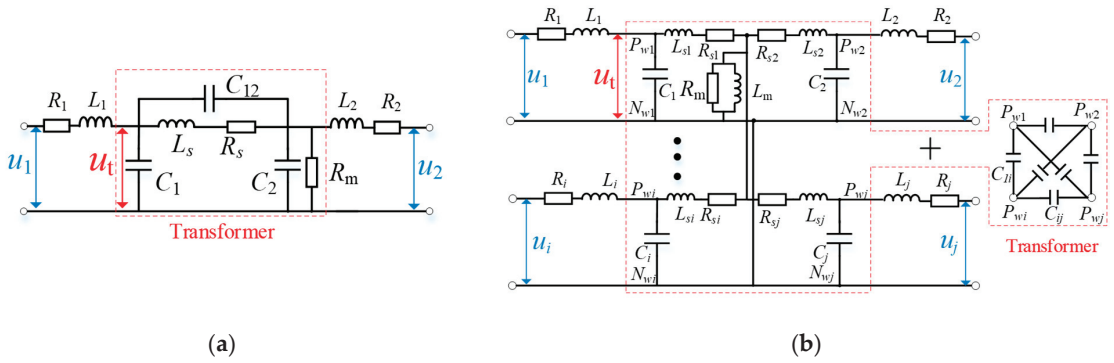 R1 L1 C12 L2 R2
u1 ut Ls Rs u2
C1 C2 Rm
Transformer
(a)
R1 L1 Pw1 Ls1 Rs1 Rs2 Ls2 Pw2 L2 R2
u1 ut C1 Rm Lm C2 u2
Nw1 Nw2
+
Ri Li Pwi Lsi Rsi Rsj Lsj Pwj Lj Rj
ui Ci Cj uj
Nwi Nwj
Pw1 Pw2
C1i
Pwi Cij Pwj
Transformer
(b)